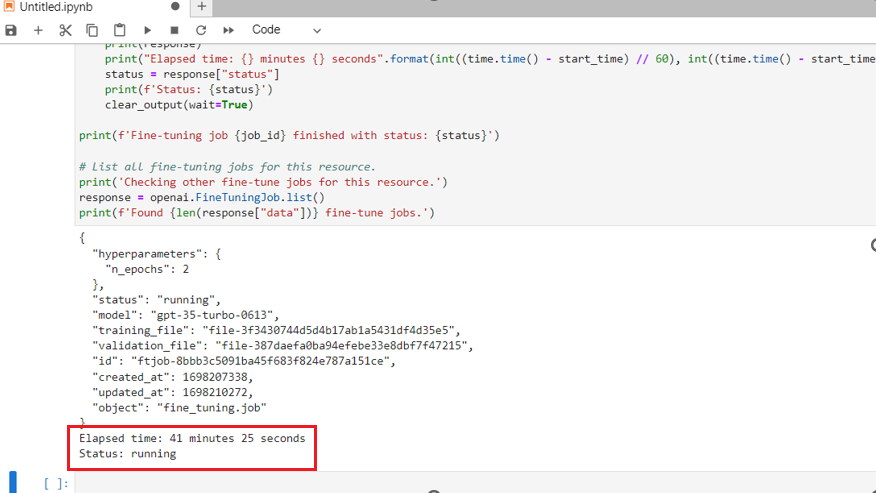 Untitled.ipynb
Code
print(response)
print("Elapsed time: {} minutes {} seconds".format(int((time.time() - start_time) // 60), int((time.time() - start_time
status = response["status"]
print(f'Status: {status}')
clear_output(wait=True)
print(f'Fine-tuning job {job_id} finished with status: {status}')
# List all fine-tuning jobs for this resource.
print('Checking other fine-tune jobs for this resource.')
response = openai.FineTuningJob.list()
print(f'Found {len(response["data"])} fine-tune jobs.')
{
"hyperparameters": {
"n_epochs": 2
},
"status": "running",
"model": "gpt-35-turbo-0613",
"training_file": "file-3f3430744d5d4b17ab1a5431df4d35e5",
"validation_file": "file-387daefa0ba94efebe33e8dbf7f47215",
"id": "ftjob-8bbb3c5091ba45f683f824e787a151ce",
"created_at": 1698207338,
"updated_at": 1698210272,
"object": "fine_tuning.job"
}
Elapsed time: 41 minutes 25 seconds
Status: running
[ ]: